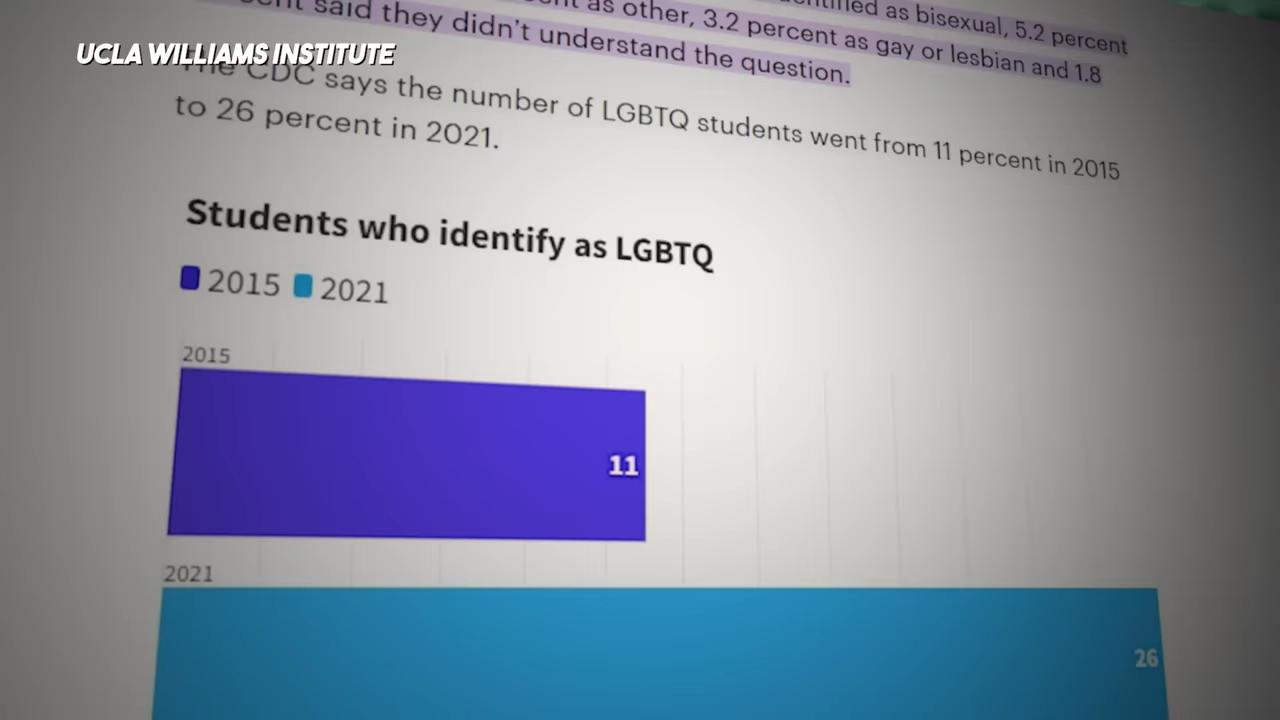 UCLA WILLIAMS INSTITUTE
as bisexual, 5.2 percent
as other, 3.2 percent as gay or lesbian and 1.8
said they didn't understand the question.
The CDC says the number of LGBTQ students went from 11 percent in 2015
to 26 percent in 2021.
Students who identify as LGBTQ
2015 2021
2015
11
2021
26